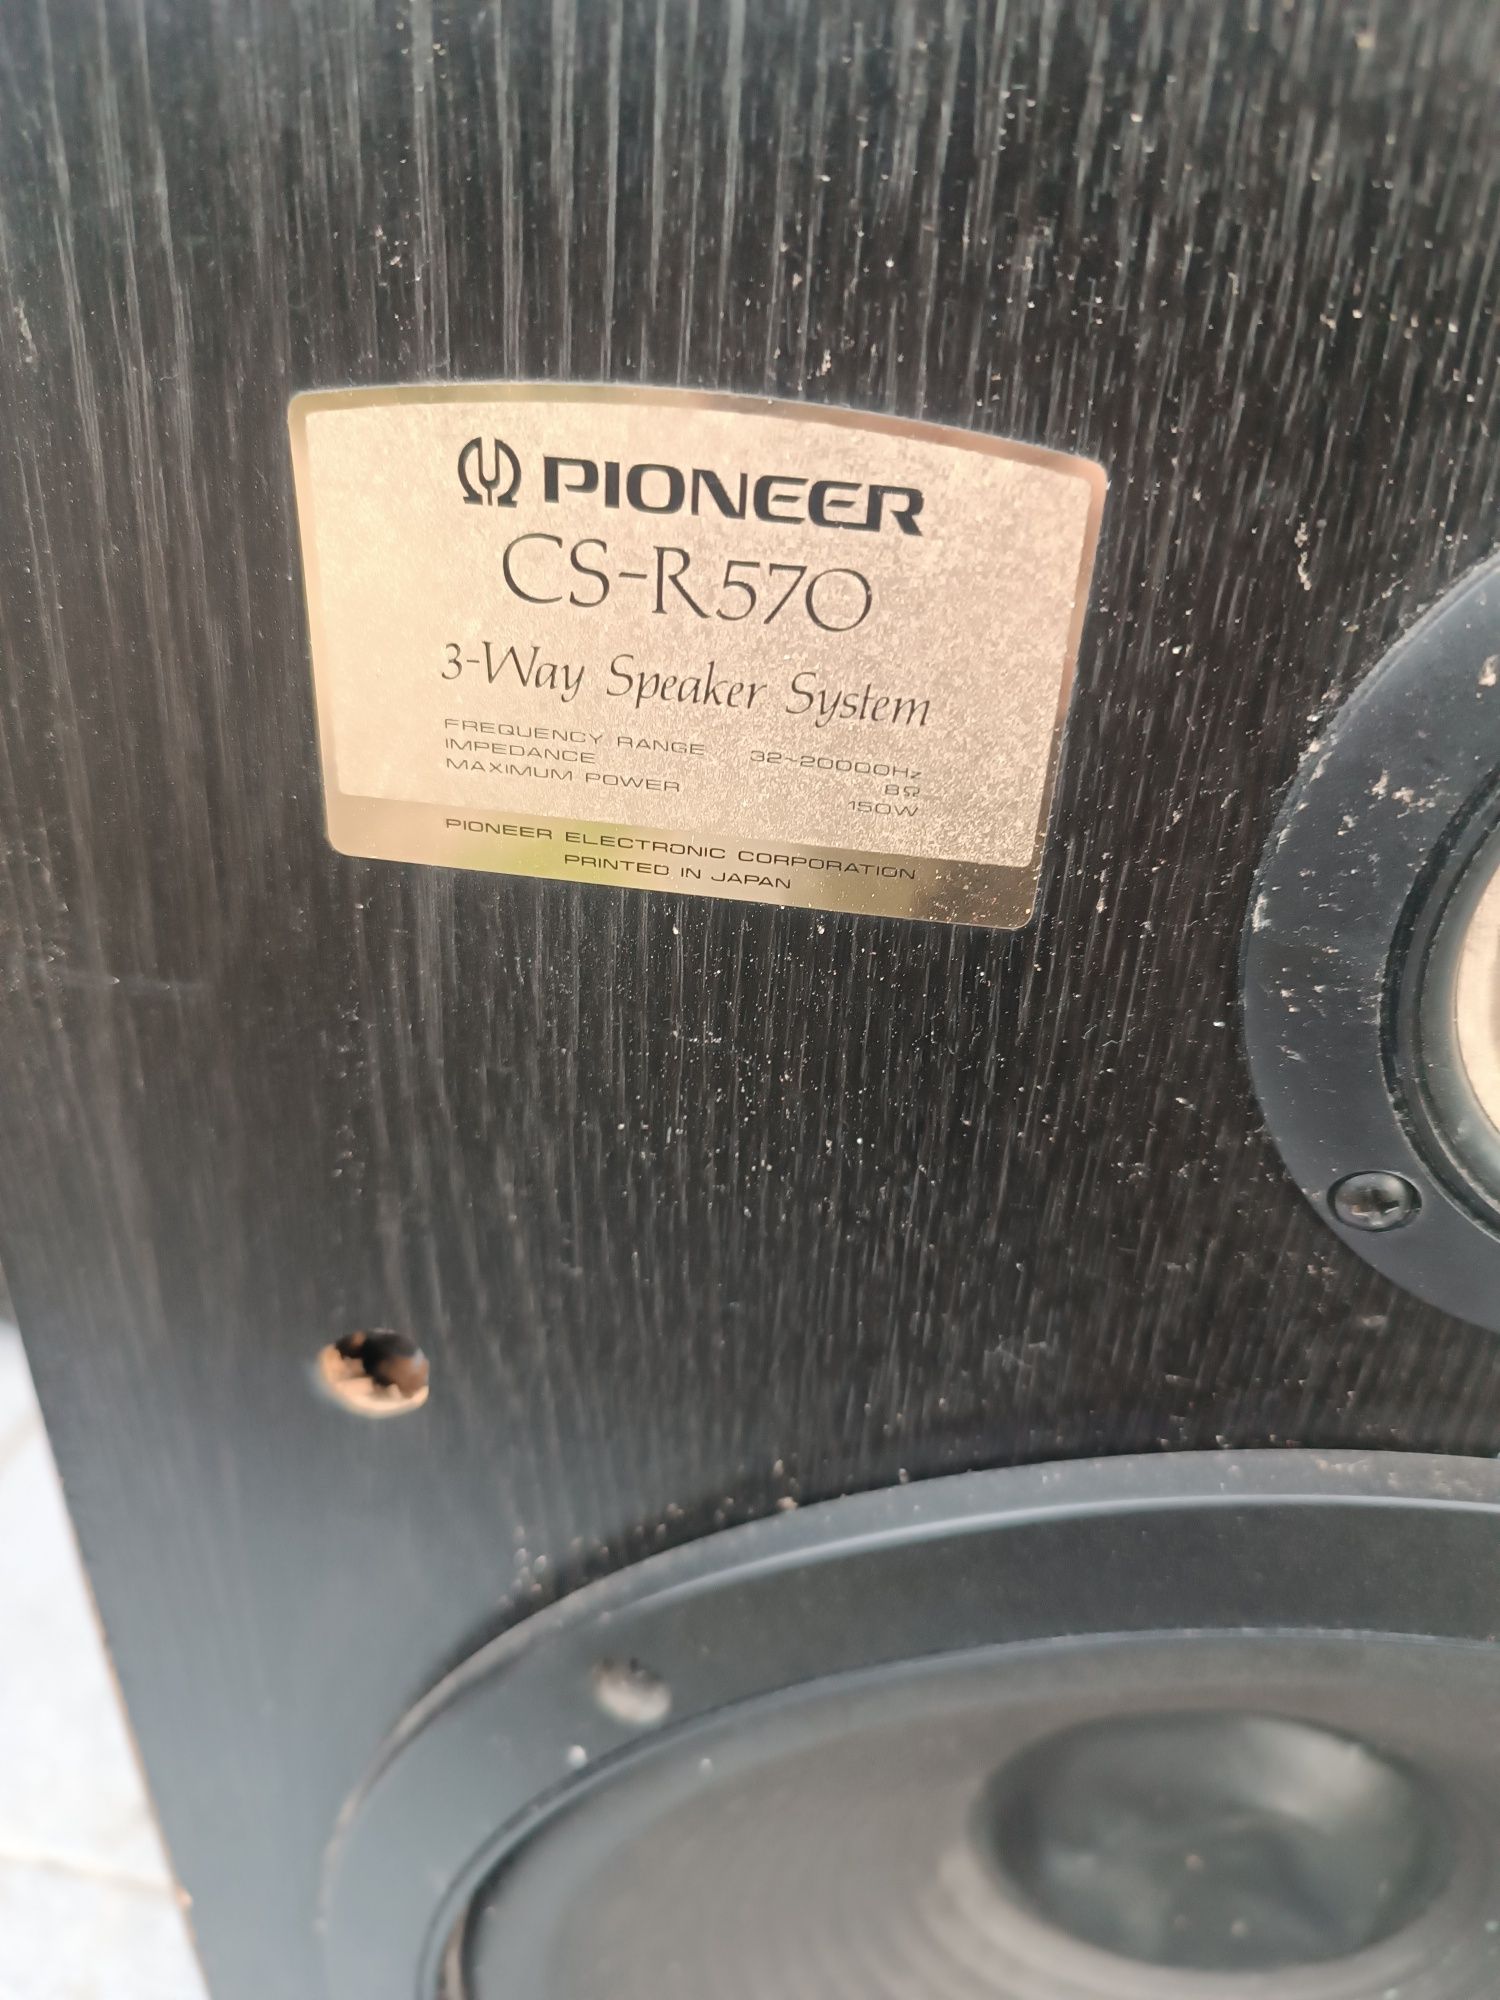 PIONEER
CS-R570
3-Way Speaker System
FREQUENCY RANGE 32~20000Hz
IMPEDANCE 8Ω
MAXIMUM POWER 150W
PIONEER ELECTRONIC CORPORATION
PRINTED IN JAPAN